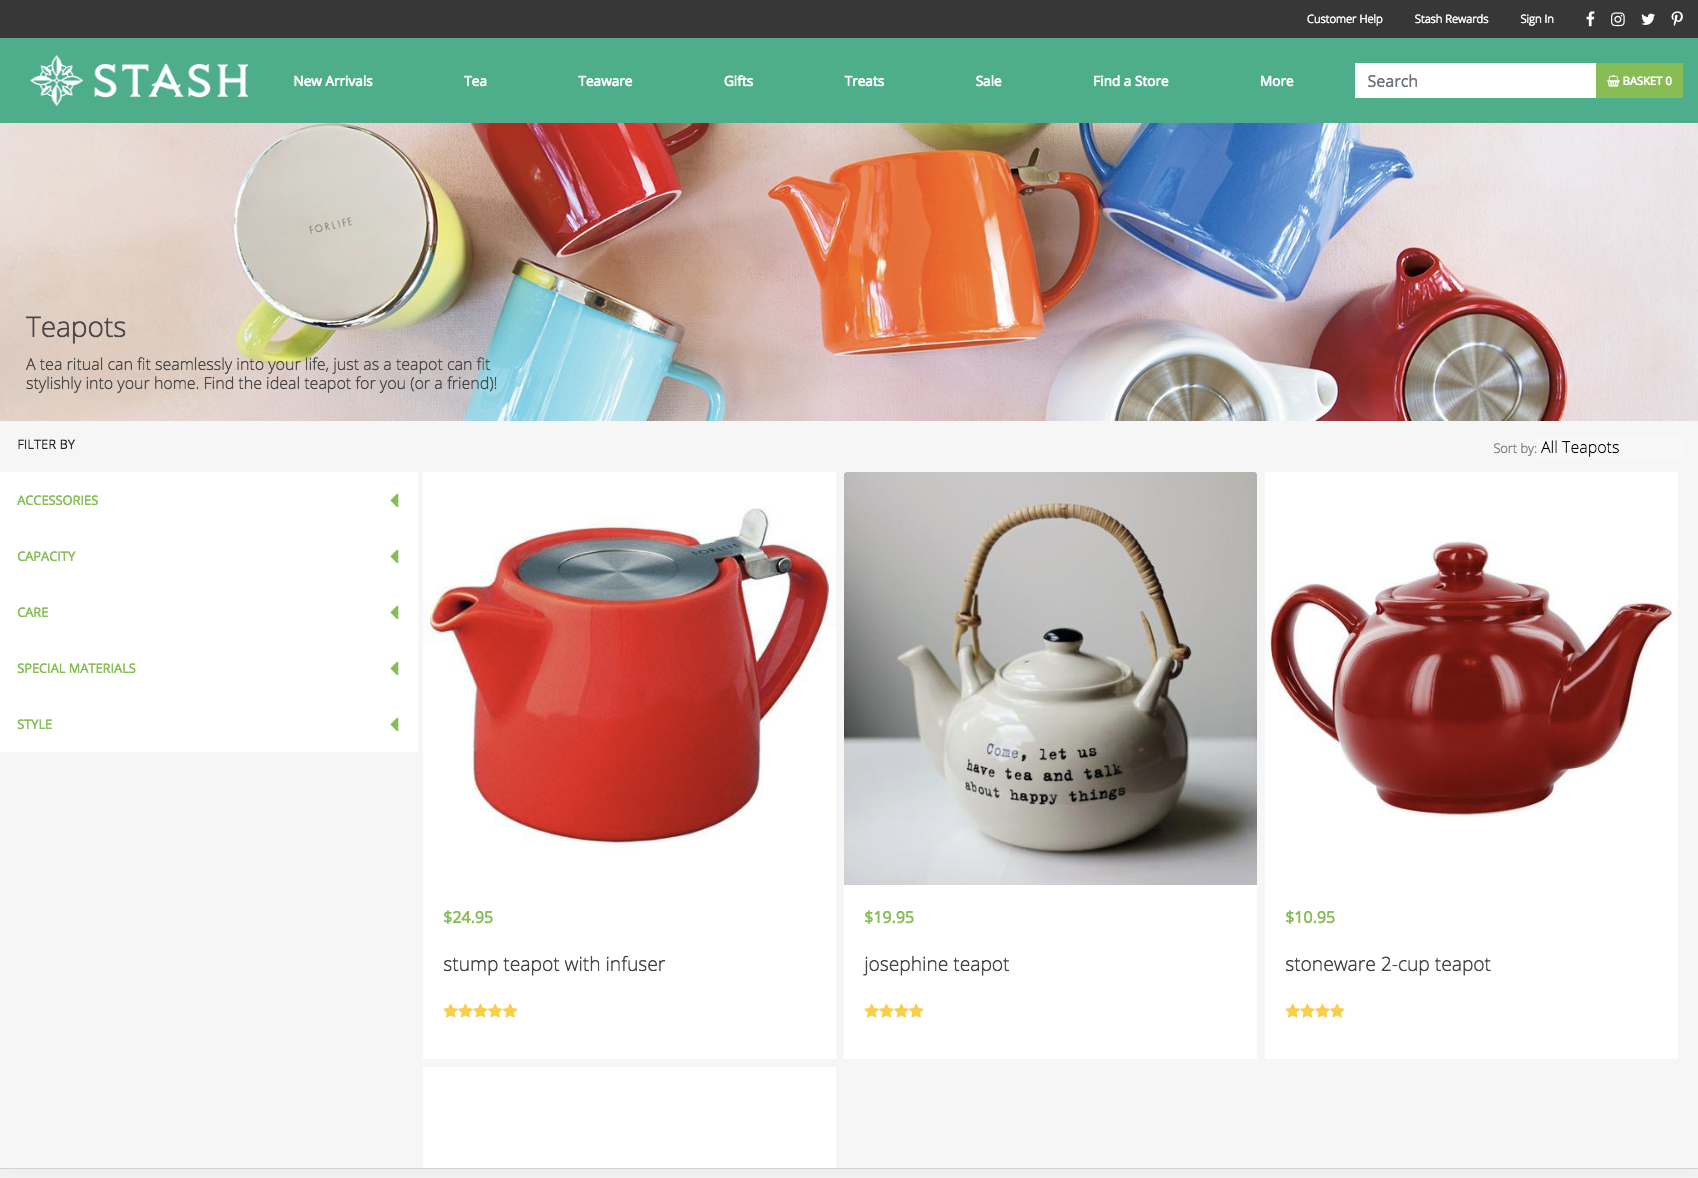 Customer Help
Stash Rewards
Sign In
STASH
New Arrivals
Tea
Teaware
Gifts
Treats
Sale
Find a Store
More
Search
BASKET 0
FORLIFE
Teapots
A tea ritual can fit seamlessly into your life, just as a teapot can fit
stylishly into your home. Find the ideal teapot for you (or a friend)!
FILTER BY
Sort by: All Teapots
ACCESSORIES
CAPACITY
CARE
SPECIAL MATERIALS
STYLE
FORLIFE
$24.95
stump teapot with infuser
Come, let us
have tea and talk
about happy things
$19.95
josephine teapot
$10.95
stoneware 2-cup teapot